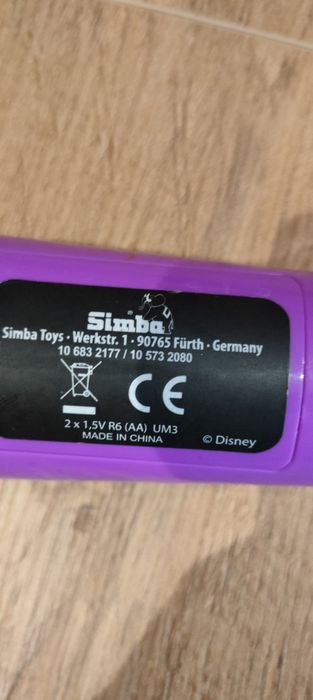 Simba
Simba Toys · Werkstr. 1 · 90765 Fürth · Germany
10 683 2177 / 10 573 2080
CE
2 x 1,5V R6 (AA) UM3
MADE IN CHINA
© Disney